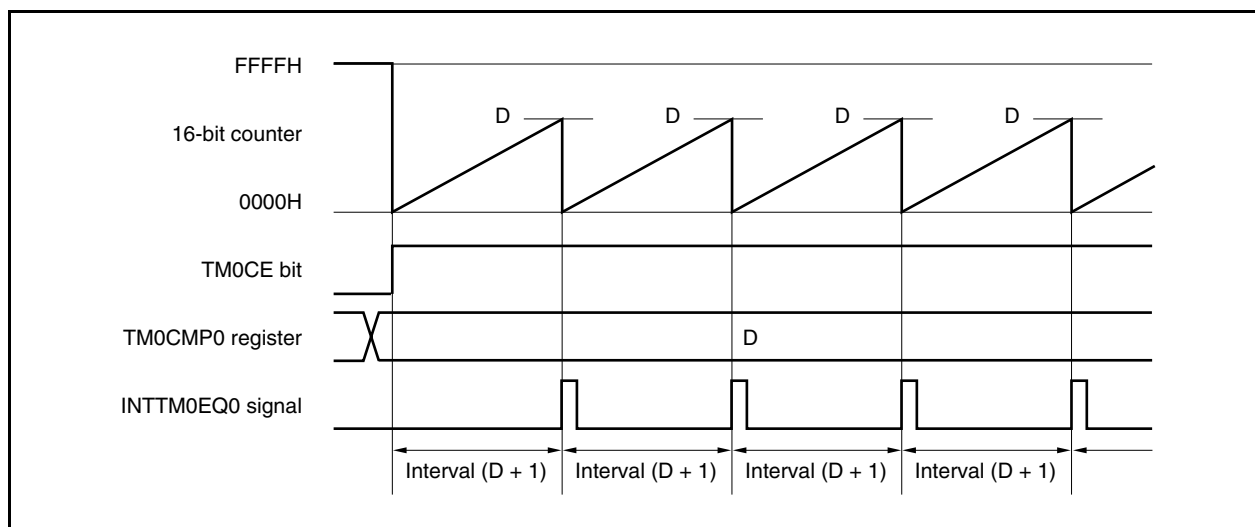 FFFFH
D D D D
16-bit counter
0000H
TM0CE bit
TM0CMP0 register D
INTTM0EQ0 signal
Interval (D + 1) Interval (D + 1) Interval (D + 1) Interval (D + 1)